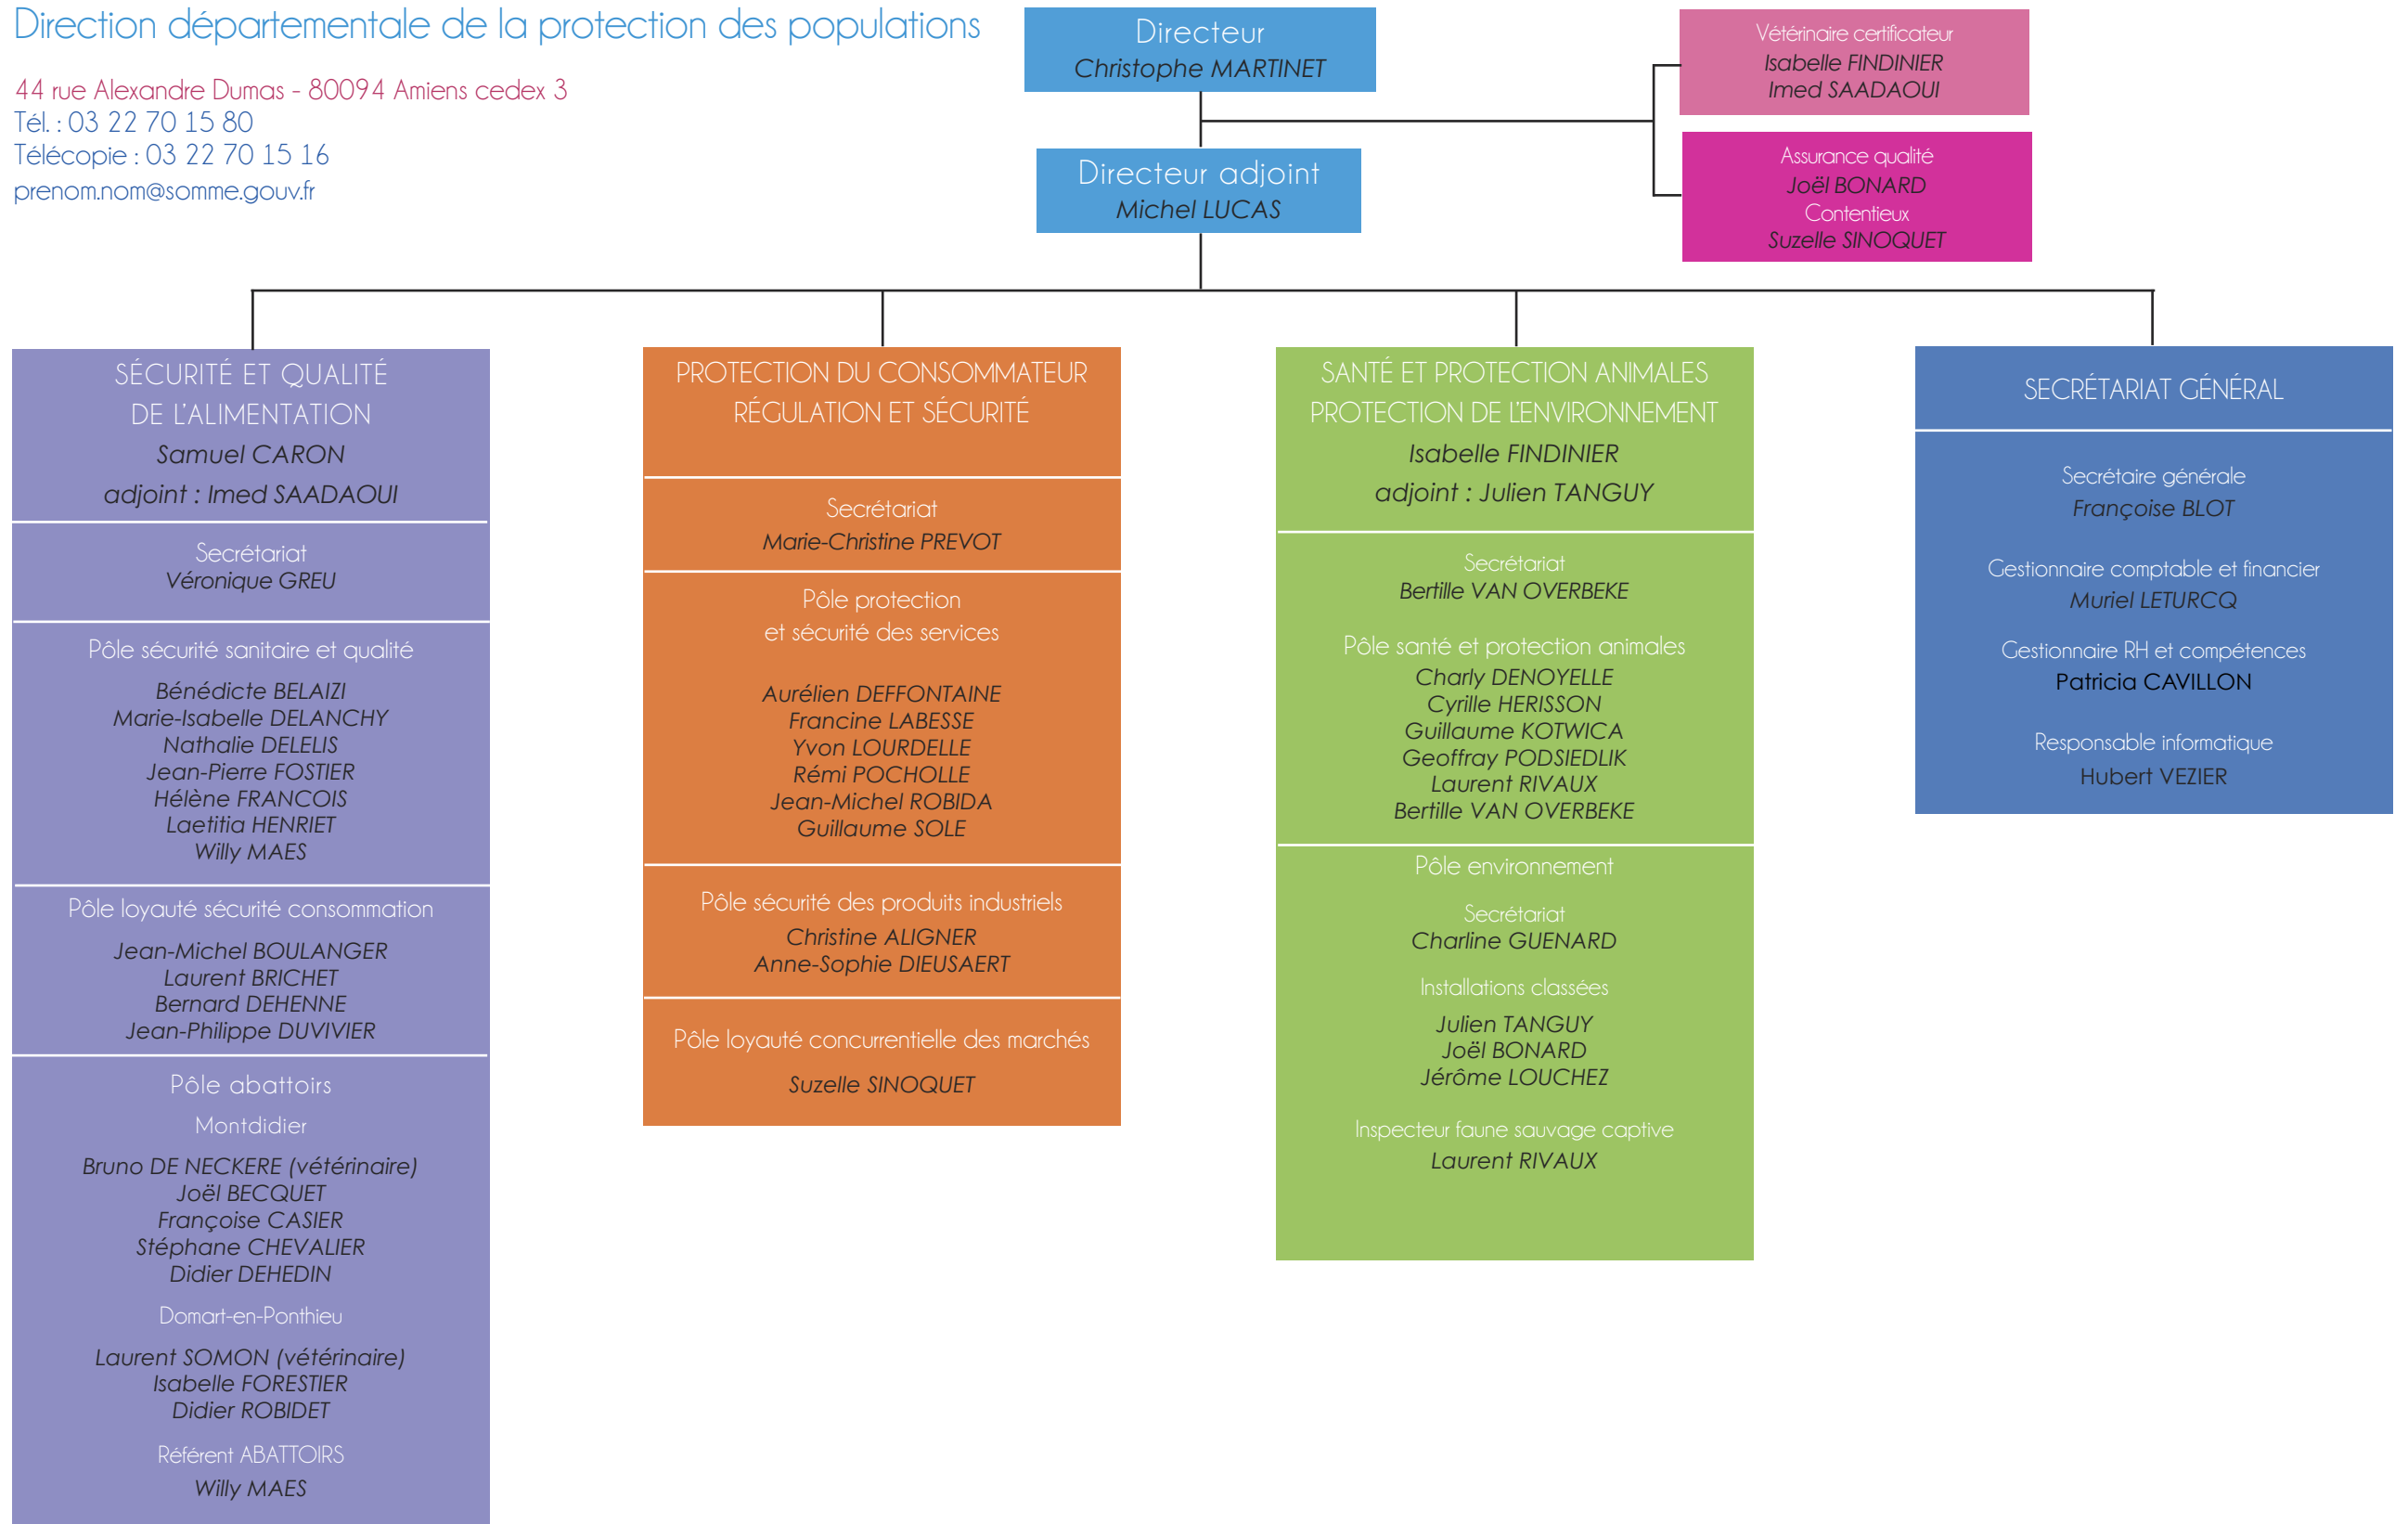 Direction départementale de la protection des populations
44 rue Alexandre Dumas - 80094 Amiens cedex 3
Tél. : 03 22 70 15 80
Télécopie : 03 22 70 15 16
prenom.nom@somme.gouv.fr
Directeur
Christophe MARTINET
Directeur adjoint
Michel LUCAS
Vétérinaire certificateur
Isabelle FINDINIER
Imed SAADAOUI
Assurance qualité
Joël BONARD
Contentieux
Suzelle SINOQUET
SÉCURITÉ ET QUALITÉ
DE L'ALIMENTATION
Samuel CARON
adjoint : Imed SAADAOUI
Secrétariat
Véronique GREU
Pôle sécurité sanitaire et qualité
Bénédicte BELAIZI
Marie-Isabelle DELANCHY
Nathalie DELELIS
Jean-Pierre FOSTIER
Hélène FRANCOIS
Laetitia HENRIET
Willy MAES
Pôle loyauté sécurité consommation
Jean-Michel BOULANGER
Laurent BRICHET
Bernard DEHENNE
Jean-Philippe DUVIVIER
Pôle abattoirs
Montdidier
Bruno DE NECKERE (vétérinaire)
Joël BECQUET
Françoise CASIER
Stéphane CHEVALIER
Didier DEHEDIN
Domart-en-Ponthieu
Laurent SOMON (vétérinaire)
Isabelle FORESTIER
Didier ROBIDET
Référent ABATTOIRS
Willy MAES
PROTECTION DU CONSOMMATEUR
RÉGULATION ET SÉCURITÉ
Secrétariat
Marie-Christine PREVOT
Pôle protection
et sécurité des services
Aurélien DEFFONTAINE
Francine LABESSE
Yvon LOURDELLE
Rémi POCHOLLE
Jean-Michel ROBIDA
Guillaume SOLE
Pôle sécurité des produits industriels
Christine ALIGNER
Anne-Sophie DIEUSAERT
Pôle loyauté concurrentielle des marchés
Suzelle SINOQUET
SANTÉ ET PROTECTION ANIMALES
PROTECTION DE L'ENVIRONNEMENT
Isabelle FINDINIER
adjoint : Julien TANGUY
Secrétariat
Bertille VAN OVERBEKE
Pôle santé et protection animales
Charly DENOYELLE
Cyrille HERISSON
Guillaume KOTWICA
Geoffray PODSIEDLIK
Laurent RIVAUX
Bertille VAN OVERBEKE
Pôle environnement
Secrétariat
Charline GUENARD
Installations classées
Julien TANGUY
Joël BONARD
Jérôme LOUCHEZ
Inspecteur faune sauvage captive
Laurent RIVAUX
SECRÉTARIAT GÉNÉRAL
Secrétaire générale
Françoise BLOT
Gestionnaire comptable et financier
Muriel LETURCQ
Gestionnaire RH et compétences
Patricia CAVILLON
Responsable informatique
Hubert VEZIER